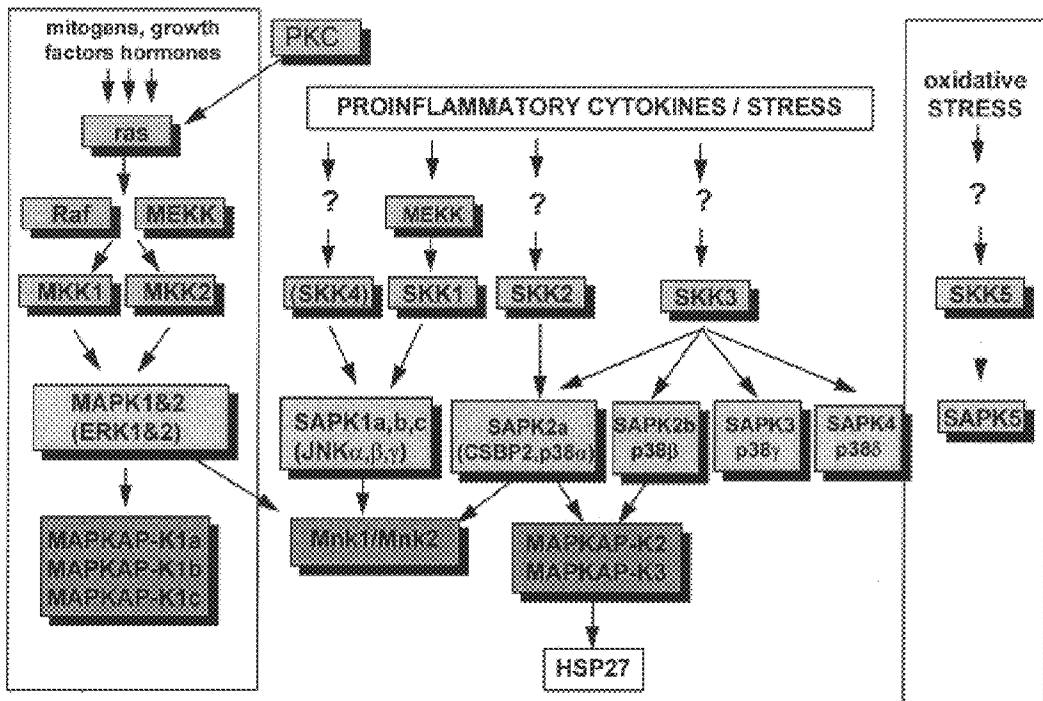 mitogens, growth
factors hormones
PKC
PROINFLAMMATORY CYTOKINES / STRESS
oxidative
STRESS
ras
?
?
?
?
Raf
MEKK
MEKK
MKK1
MKK2
(SKK4)
SKK1
SKK2
SKK3
SKK5
MAPK1&2
(ERK1&2)
SAPK1a,b,c
(JNKα,β,γ)
SAPK2a
(CSBP2,p38α)
SAPK2b
p38β
SAPK3
p38γ
SAPK4
p38δ
SAPK5
MAPKAP-K1a
MAPKAP-K1b
MAPKAP-K1c
Mnk1/Mnk2
MAPKAP-K2
MAPKAP-K3
HSP27